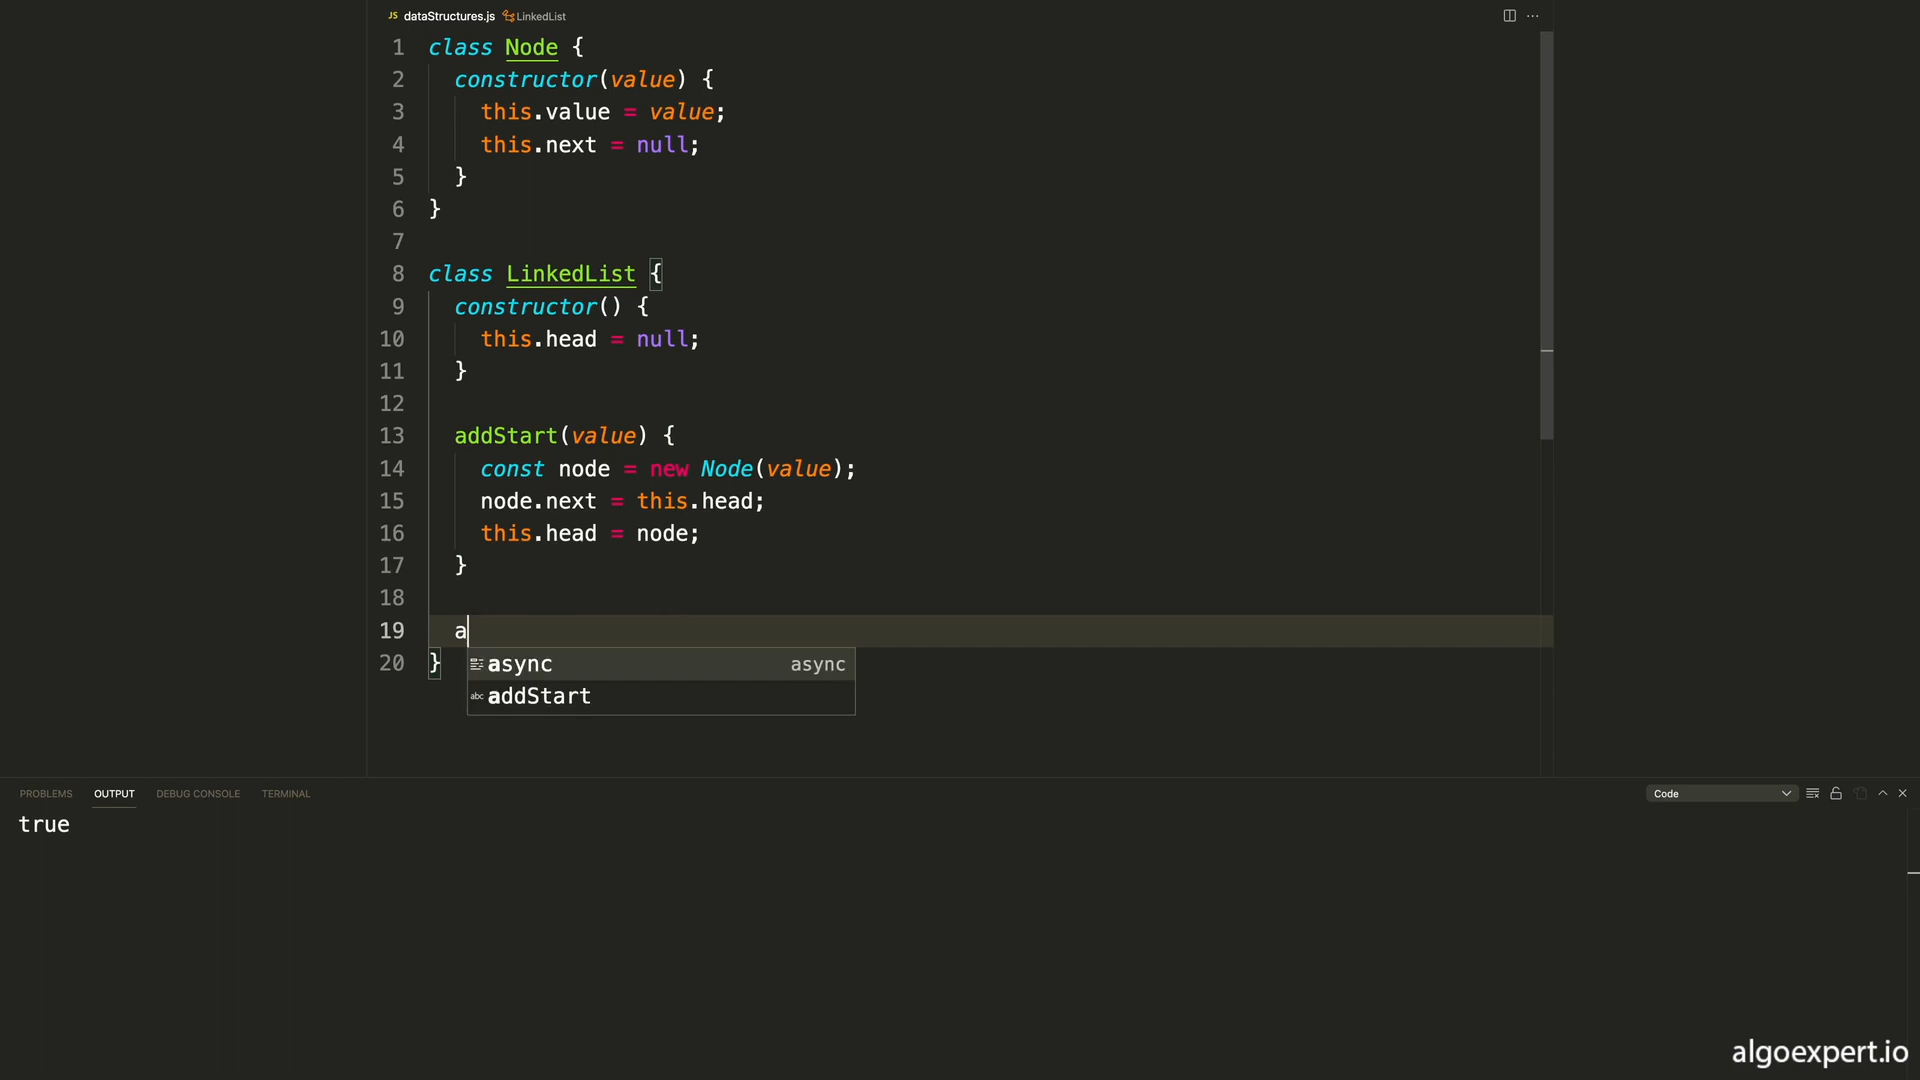 JS dataStructures.js LinkedList
1 class Node {
2 constructor(value) {
3 this.value = value;
4 this.next = null;
5 }
6 }
7
8 class LinkedList {
9 constructor() {
10 this.head = null;
11 }
12
13 addStart(value) {
14 const node = new Node(value);
15 node.next = this.head;
16 this.head = node;
17 }
18
19 a
20 } async async
abc addStart
PROBLEMS OUTPUT DEBUG CONSOLE TERMINAL Code
true
algoexpert.io